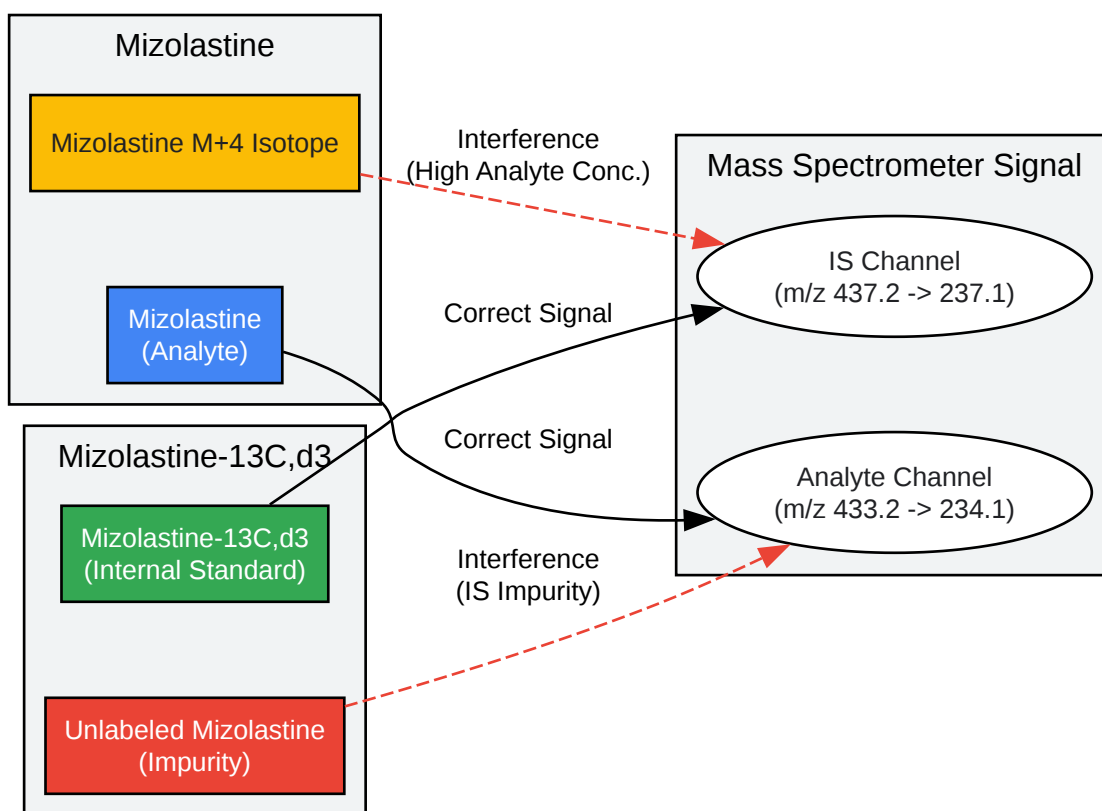 Mizolastine
Mizolastine M+4 Isotope
Mizolastine
(Analyte)
Mizolastine-13C,d3
Mizolastine-13C,d3
(Internal Standard)
Unlabeled Mizolastine
(Impurity)
Interference
(High Analyte Conc.)
Correct Signal
Correct Signal
Interference
(IS Impurity)
Mass Spectrometer Signal
IS Channel
(m/z 437.2 -> 237.1)
Analyte Channel
(m/z 433.2 -> 234.1)